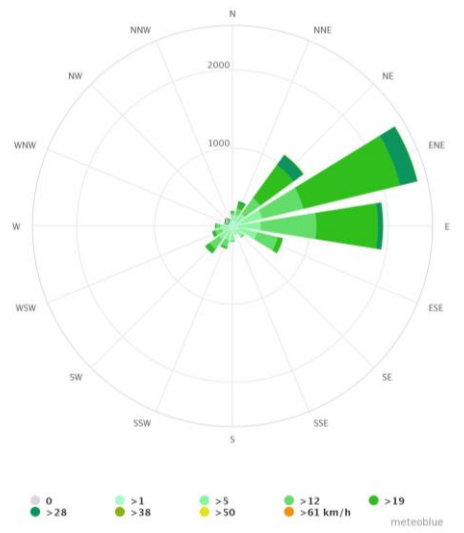 N
NNW
NNE
NW
2000
NE
WNW
1000
ENE
0
W
E
WSW
ESE
SW
SE
SSW
SSE
S
0 >1 >5 >12 >19
>28 >38 >50 >61 km/h
meteoblue